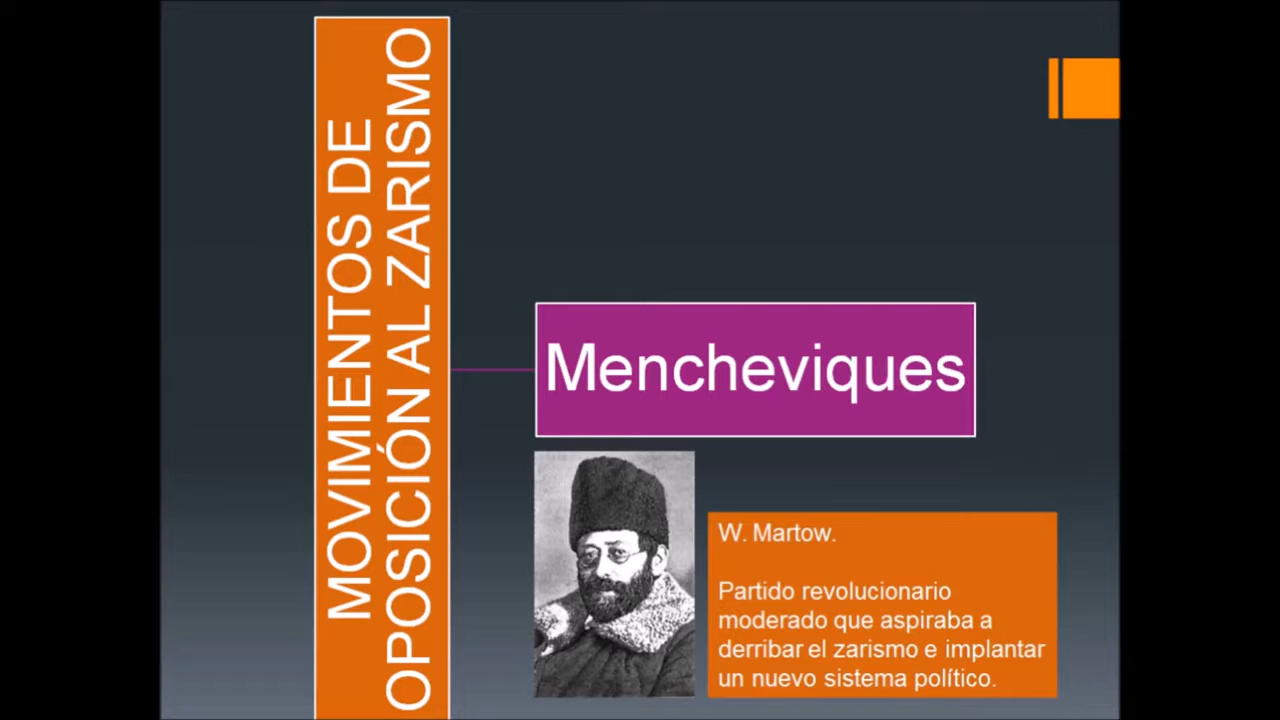 MOVIMIENTOS DE
OPOSICIÓN AL ZARISMO
Mencheviques
W. Martow.
Partido revolucionario
moderado que aspiraba a
derribar el zarismo e implantar
un nuevo sistema político.